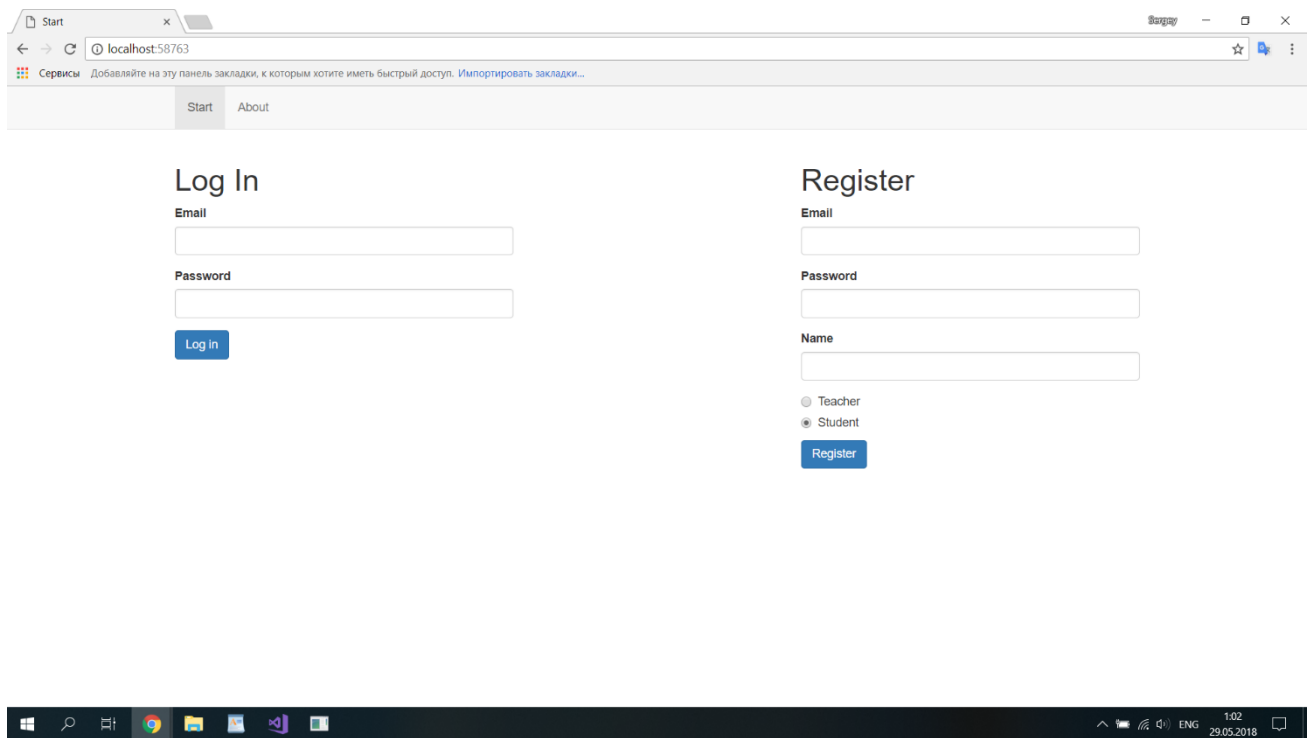 Start
Sergey
localhost:58763
Сервисы Добавляйте на эту панель закладки, к которым хотите иметь быстрый доступ. Импортировать закладки...
Start About
Log In
Email
Password
Log in
Register
Email
Password
Name
Teacher
Student
Register
ENG
1:02
29.05.2018